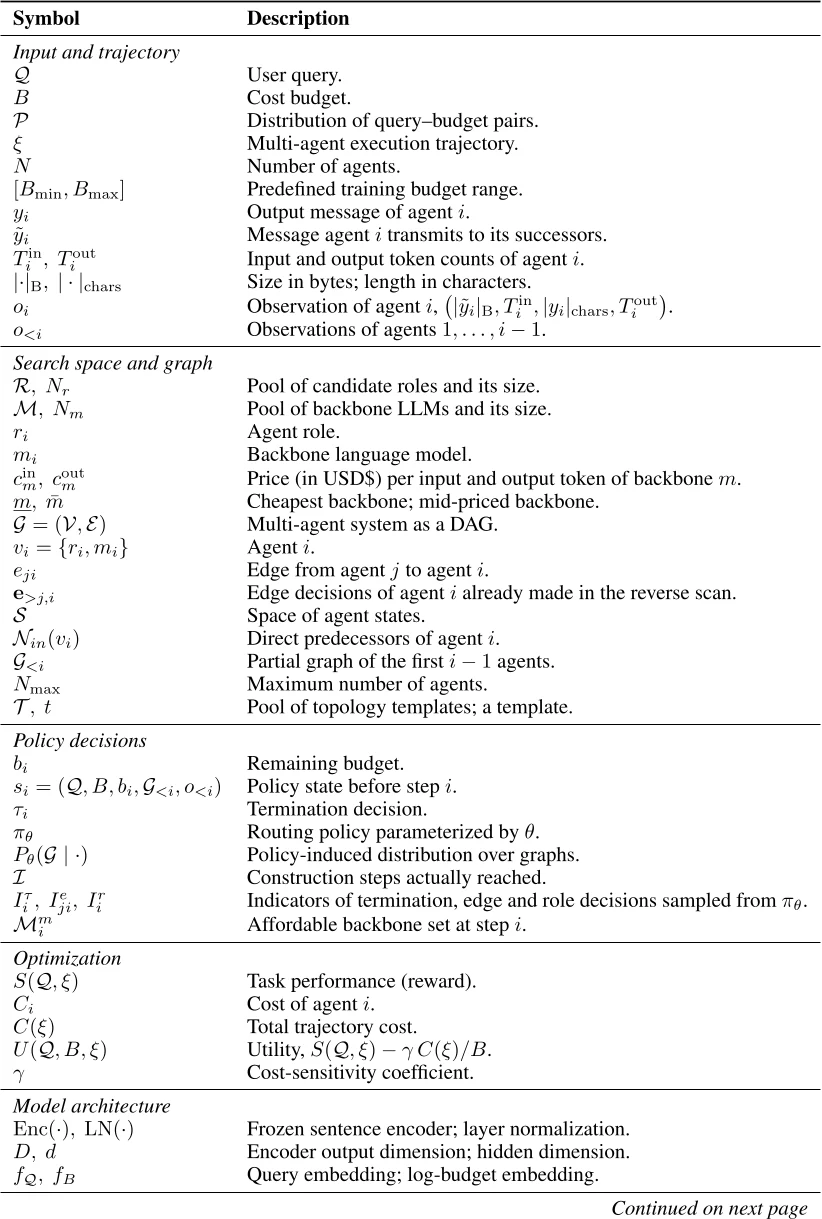 Symbol Description
Input and trajectory
𝒬 User query.
B Cost budget.
𝒫 Distribution of query–budget pairs.
ξ Multi-agent execution trajectory.
N Number of agents.
[B_min, B_max] Predefined training budget range.
y_i Output message of agent i.
ỹ_i Message agent i transmits to its successors.
T_i^in, T_i^out Input and output token counts of agent i.
|·|_B, | · |_chars Size in bytes; length in characters.
o_i Observation of agent i, (|ỹ_i|_B, T_i^in, |y_i|_chars, T_i^out).
o_<i Observations of agents 1, . . . , i − 1.
Search space and graph
ℛ, N_r Pool of candidate roles and its size.
ℳ, N_m Pool of backbone LLMs and its size.
r_i Agent role.
m_i Backbone language model.
c_m^in, c_m^out Price (in USD$) per input and output token of backbone m.
m̲, m̄ Cheapest backbone; mid-priced backbone.
𝒢 = (𝒱, ℰ) Multi-agent system as a DAG.
v_i = {r_i, m_i} Agent i.
e_ji Edge from agent j to agent i.
𝐞_>j,i Edge decisions of agent i already made in the reverse scan.
𝒮 Space of agent states.
𝒩_in(v_i) Direct predecessors of agent i.
𝒢_<i Partial graph of the first i − 1 agents.
N_max Maximum number of agents.
𝒯, t Pool of topology templates; a template.
Policy decisions
b_i Remaining budget.
s_i = (𝒬, B, b_i, 𝒢_<i, o_<i) Policy state before step i.
τ_i Termination decision.
π_θ Routing policy parameterized by θ.
P_θ(𝒢 | ·) Policy-induced distribution over graphs.
ℐ Construction steps actually reached.
I_i^τ, I_ji^e, I_i^r Indicators of termination, edge and role decisions sampled from π_θ.
ℳ_i^m Affordable backbone set at step i.
Optimization
S(𝒬, ξ) Task performance (reward).
C_i Cost of agent i.
C(ξ) Total trajectory cost.
U(𝒬, B, ξ) Utility, S(𝒬, ξ) − γ C(ξ)/B.
γ Cost-sensitivity coefficient.
Model architecture
Enc(·), LN(·) Frozen sentence encoder; layer normalization.
D, d Encoder output dimension; hidden dimension.
f_𝒬, f_B Query embedding; log-budget embedding.
Continued on next page